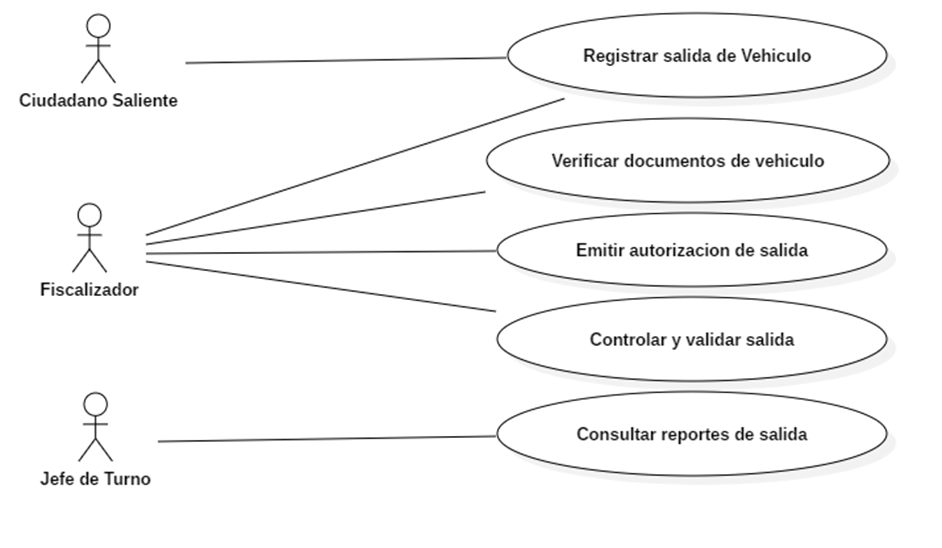 Registrar salida de Vehiculo
Ciudadano Saliente
Verificar documentos de vehiculo
Emitir autorizacion de salida
Fiscalizador
Controlar y validar salida
Consultar reportes de salida
Jefe de Turno